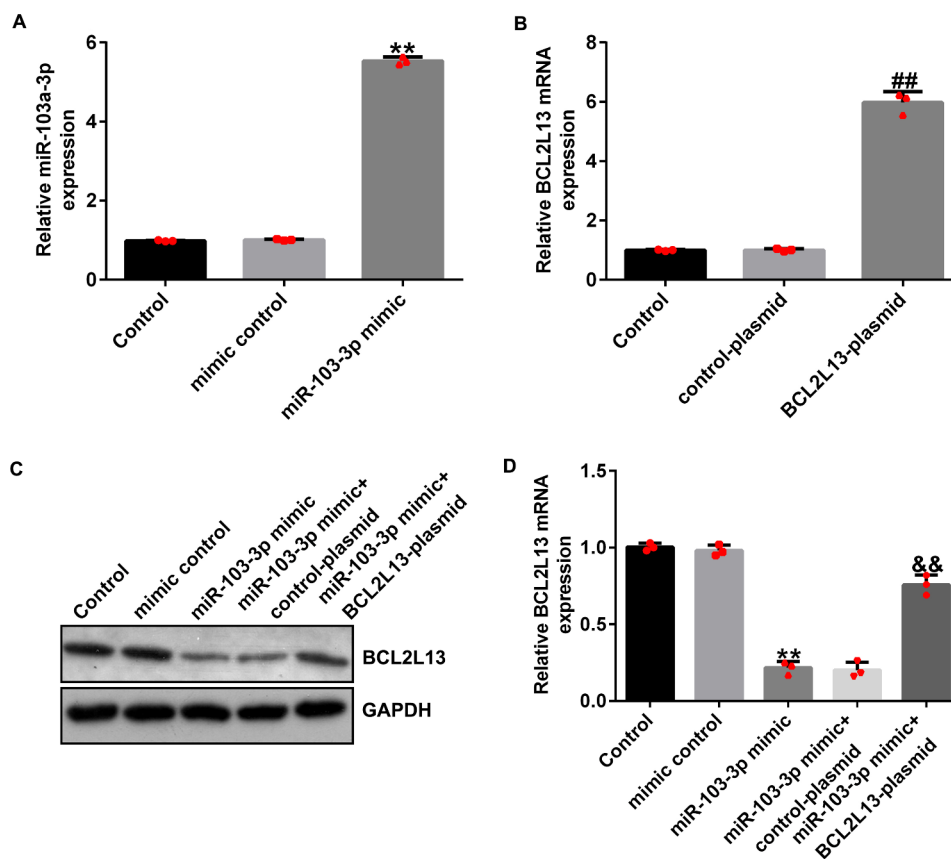 A
Relative miR-103a-3p
expression
6
4
2
0
**
Control
mimic control
miR-103-3p mimic
B
Relative BCL2L13 mRNA
expression
8
6
4
2
0
##
Control
control-plasmid
BCL2L13-plasmid
C
Control
mimic control
miR-103-3p mimic
miR-103-3p mimic+
control-plasmid
miR-103-3p mimic+
BCL2L13-plasmid
BCL2L13
GAPDH
D
Relative BCL2L13 mRNA
expression
1.5
1.0
0.5
0.0
**
&&
Control
mimic control
miR-103-3p mimic
miR-103-3p mimic+
control-plasmid
miR-103-3p mimic+
BCL2L13-plasmid